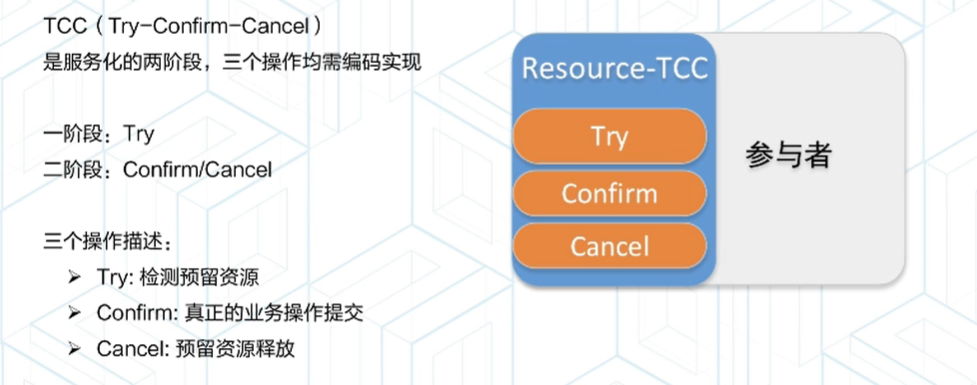 TCC（Try-Confirm-Cancel）
是服务化的两阶段，三个操作均需编码实现
一阶段：Try
二阶段：Confirm/Cancel
三个操作描述：
➢ Try: 检测预留资源
➢ Confirm: 真正的业务操作提交
➢ Cancel: 预留资源释放
Resource-TCC
Try
Confirm
Cancel
参与者